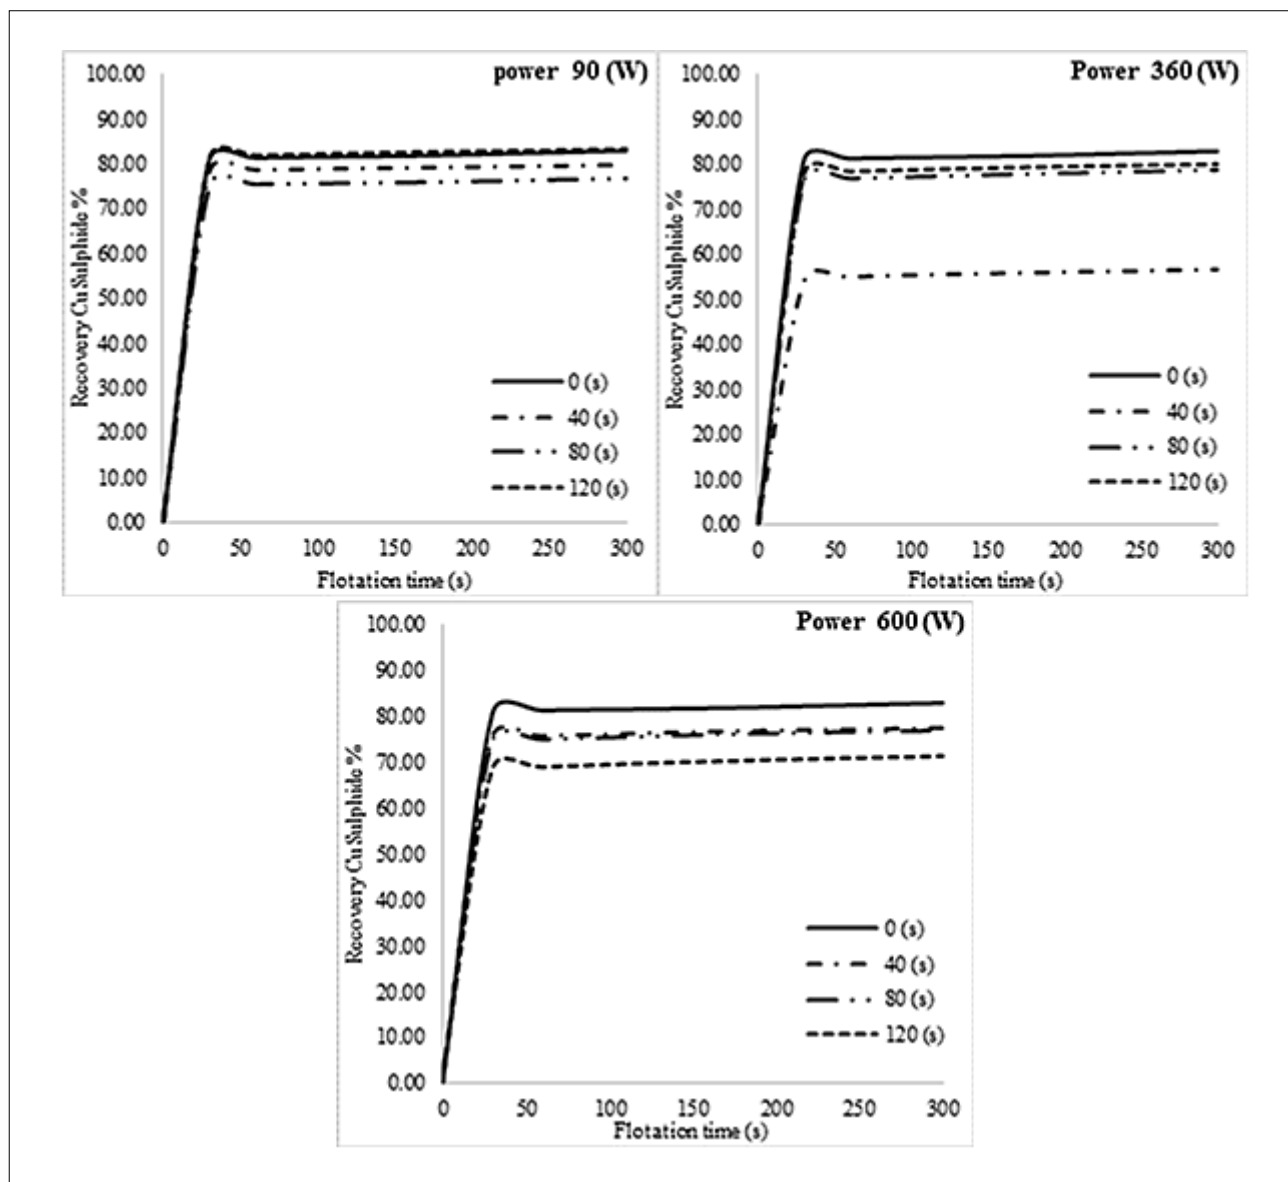 power 90 (W)
100.00
90.00
80.00
70.00
60.00
50.00
40.00
30.00
20.00
10.00
0.00
Recovery Cu Sulphide %
0 (s)
40 (s)
80 (s)
120 (s)
0 50 100 150 200 250 300
Flotation time (s)
Power 360 (W)
100.00
90.00
80.00
70.00
60.00
50.00
40.00
30.00
20.00
10.00
0.00
Recovery Cu Sulphide %
0 (s)
40 (s)
80 (s)
120 (s)
0 50 100 150 200 250 300
Flotation time (s)
Power 600 (W)
100.00
90.00
80.00
70.00
60.00
50.00
40.00
30.00
20.00
10.00
0.00
Recovery Cu Sulphide %
0 (s)
40 (s)
80 (s)
120 (s)
0 50 100 150 200 250 300
Flotation time (s)